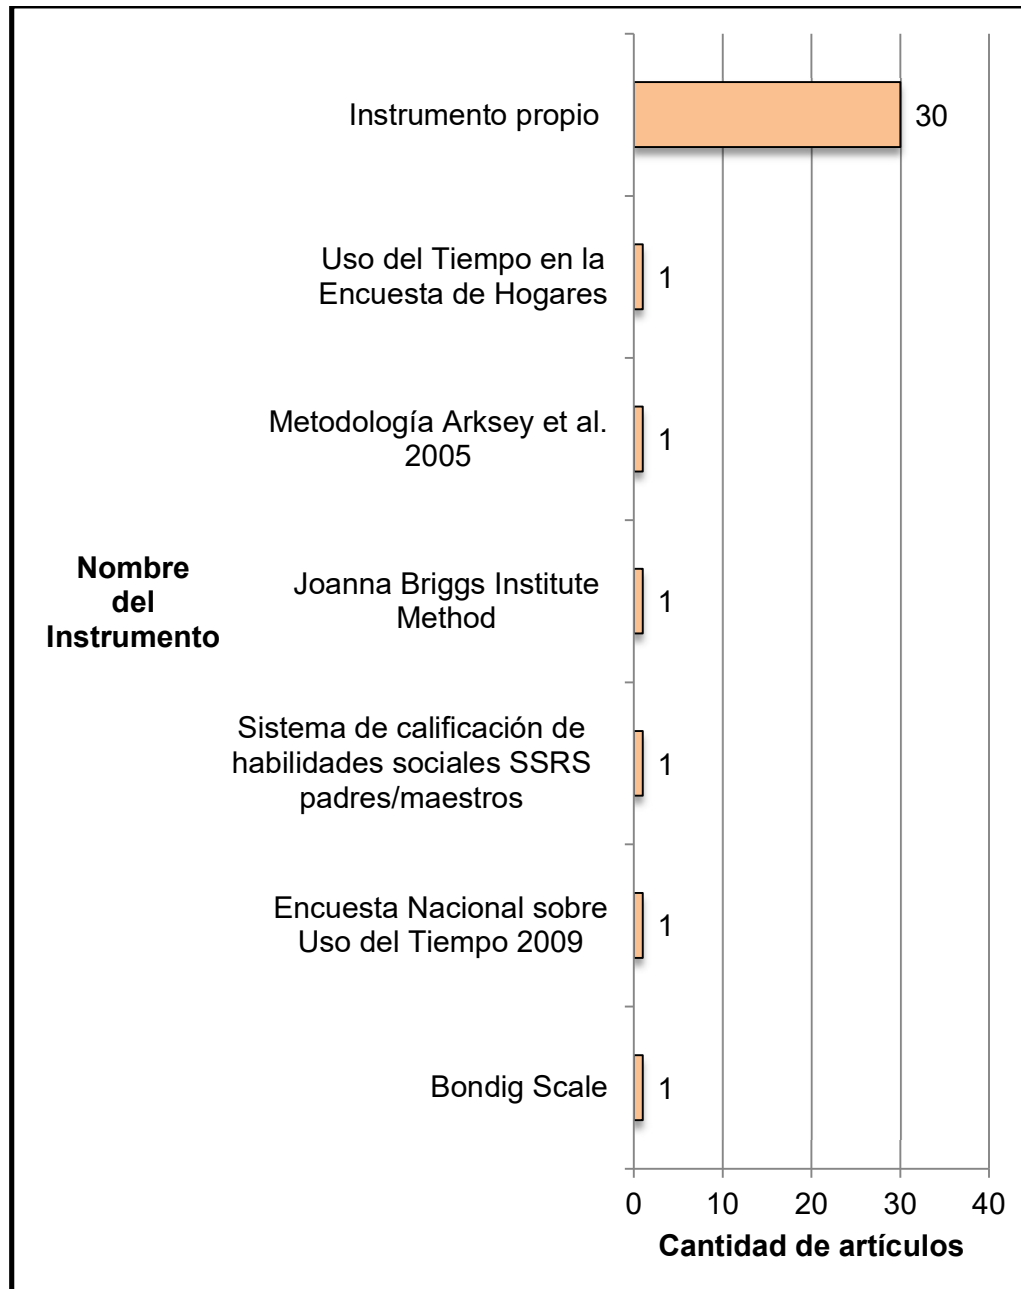 Instrumento propio
30
Uso del Tiempo en la
Encuesta de Hogares
1
Metodología Arksey et al.
2005
1
Nombre
del
Instrumento
Joanna Briggs Institute
Method
1
Sistema de calificación de
habilidades sociales SSRS
padres/maestros
1
Encuesta Nacional sobre
Uso del Tiempo 2009
1
Bondig Scale
1
0 10 20 30 40
Cantidad de artículos